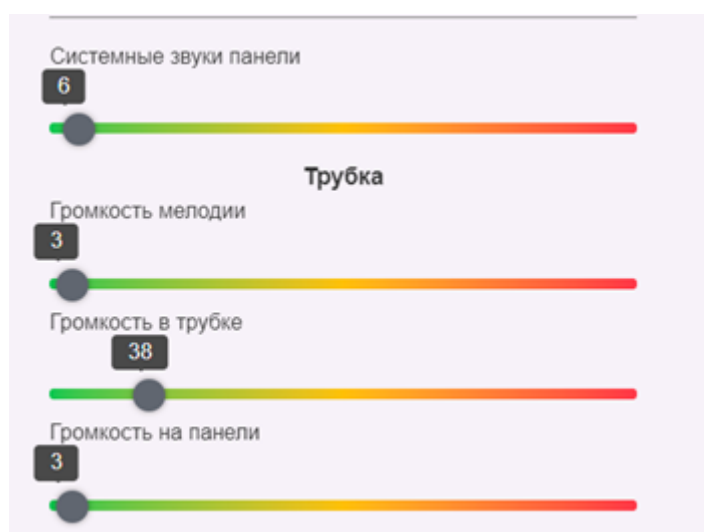 Системные звуки панели
6
Трубка
Громкость мелодии
3
Громкость в трубке
38
Громкость на панели
3